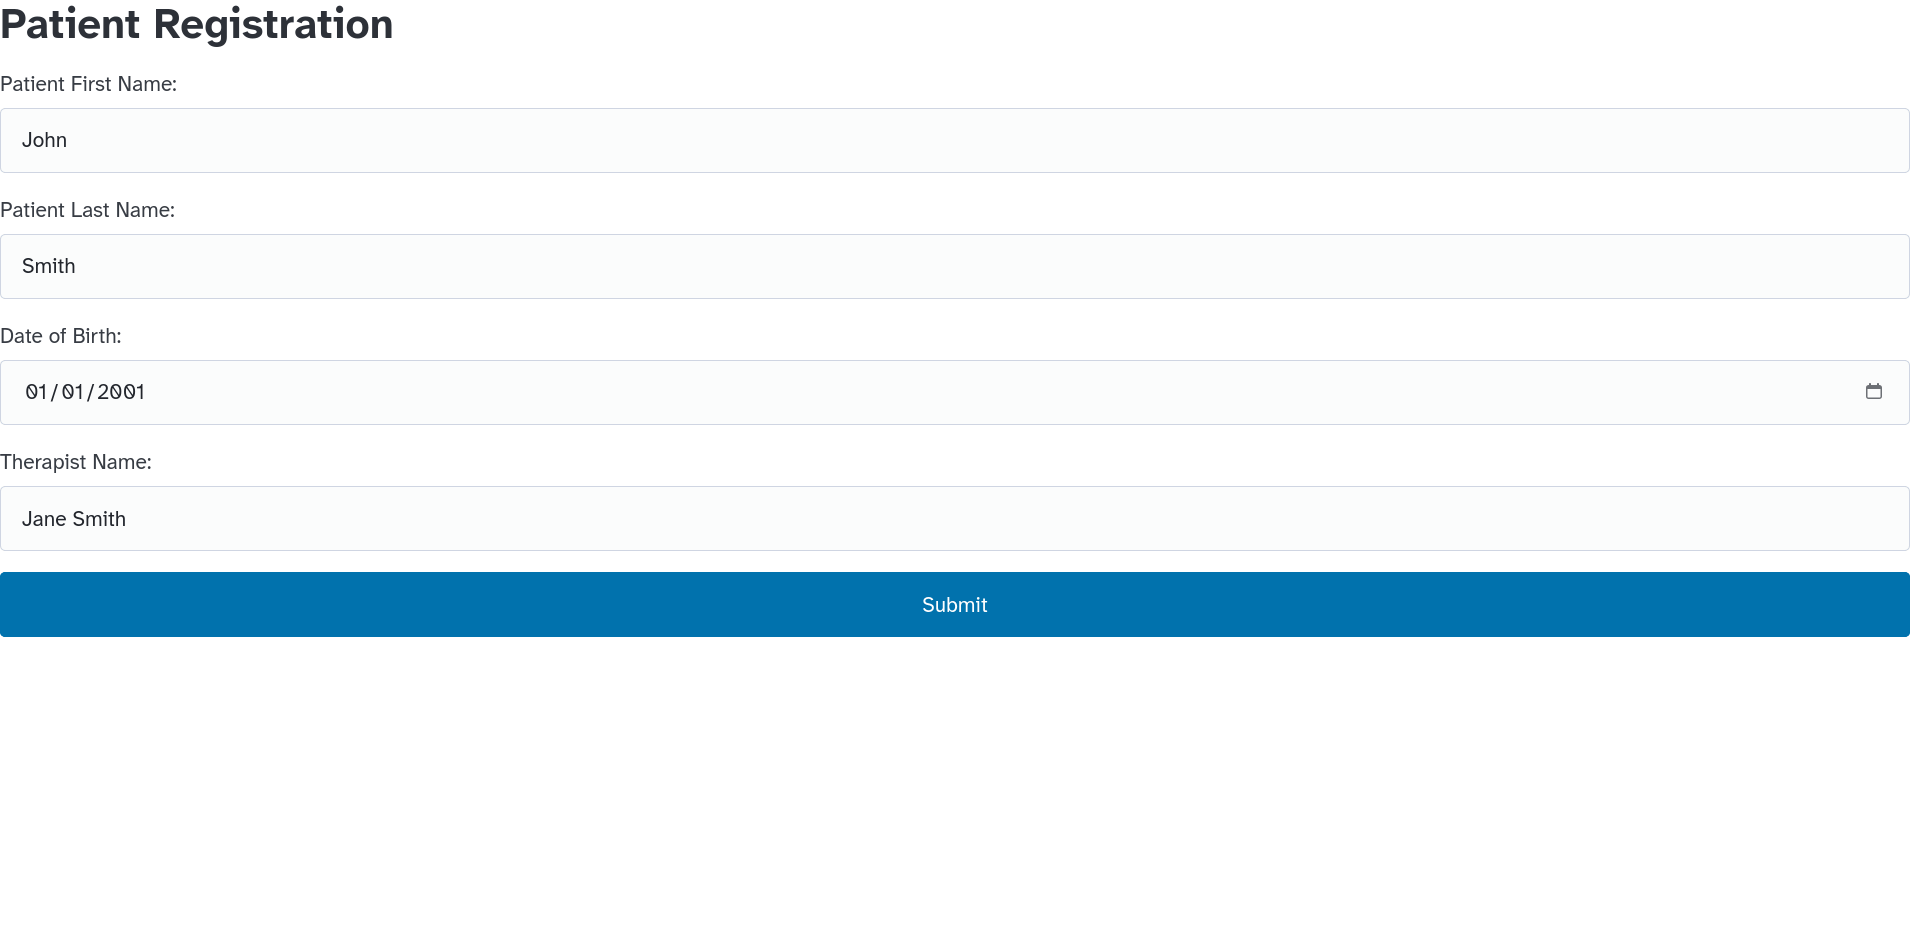 Patient Registration
Patient First Name:
John
Patient Last Name:
Smith
Date of Birth:
01/01/2001
Therapist Name:
Jane Smith
Submit